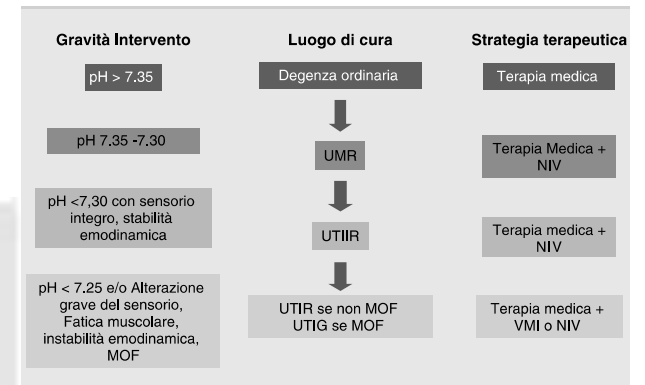 Gravità Intervento
Luogo di cura
Strategia terapeutica
pH > 7.35
Degenza ordinaria
Terapia medica
pH 7.35 -7.30
UMR
Terapia Medica +
NIV
pH <7,30 con sensorio
integro, stabilità
emodinamica
UTIIR
Terapia medica +
NIV
pH < 7.25 e/o Alterazione
grave del sensorio,
Fatica muscolare,
instabilità emodinamica,
MOF
UTIR se non MOF
UTIG se MOF
Terapia medica +
VMI o NIV